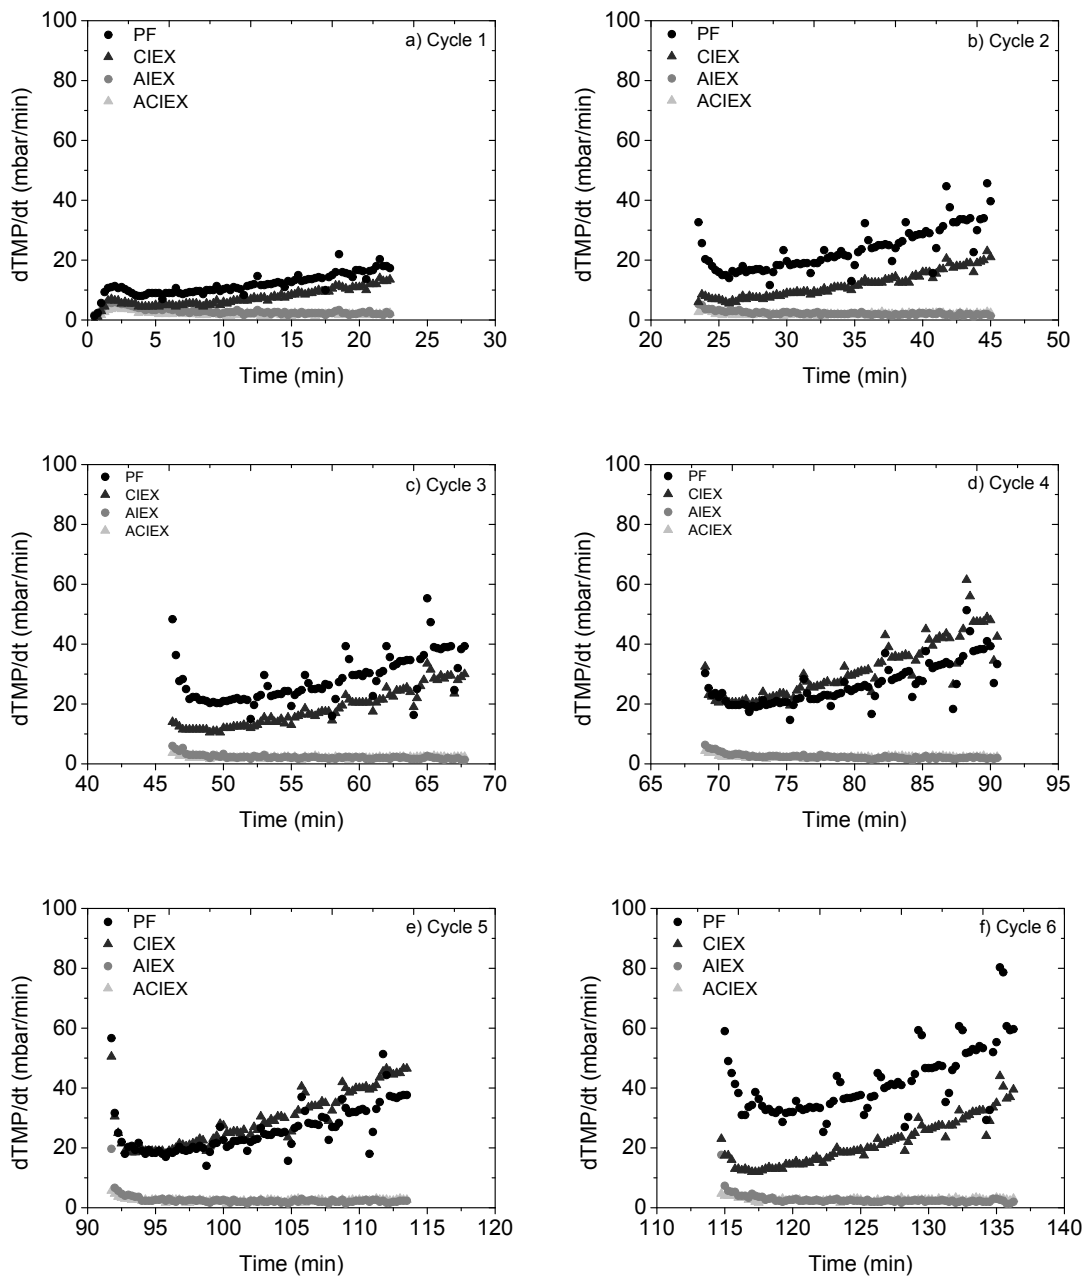 a) Cycle 1
dTMP/dt (mbar/min)
100
80
60
40
20
0
PF
CIEX
AIEX
ACIEX
0 5 10 15 20 25 30
Time (min)
b) Cycle 2
dTMP/dt (mbar/min)
100
80
60
40
20
0
PF
CIEX
AIEX
ACIEX
20 25 30 35 40 45 50
Time (min)
c) Cycle 3
dTMP/dt (mbar/min)
100
80
60
40
20
0
PF
CIEX
AIEX
ACIEX
40 45 50 55 60 65 70
Time (min)
d) Cycle 4
dTMP/dt (mbar/min)
100
80
60
40
20
0
PF
CIEX
AIEX
ACIEX
65 70 75 80 85 90 95
Time (min)
e) Cycle 5
dTMP/dt (mbar/min)
100
80
60
40
20
0
PF
CIEX
AIEX
ACIEX
90 95 100 105 110 115 120
Time (min)
f) Cycle 6
dTMP/dt (mbar/min)
100
80
60
40
20
0
PF
CIEX
AIEX
ACIEX
110 115 120 125 130 135 140
Time (min)